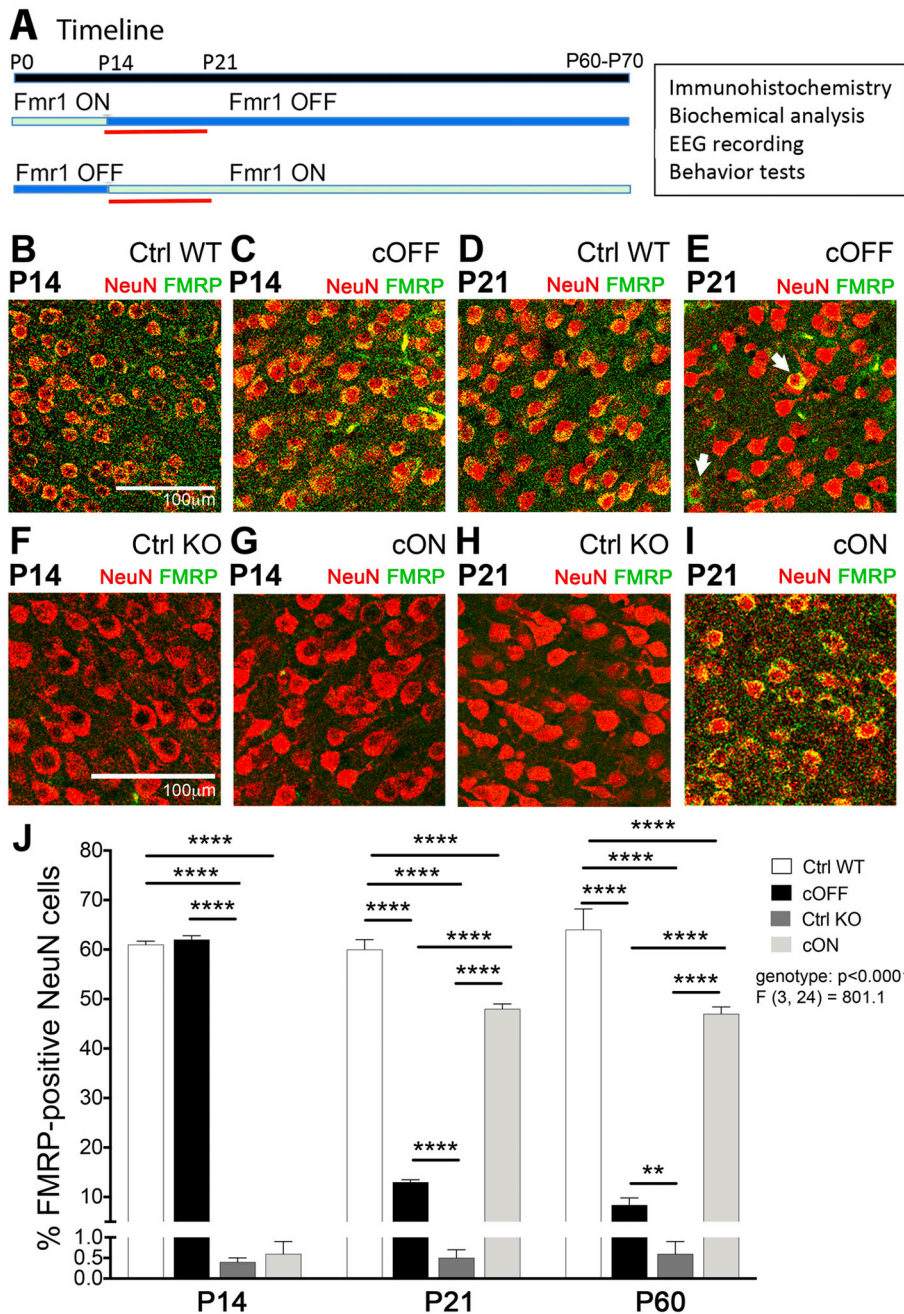 A Timeline
P0 P14 P21 P60-P70
Fmr1 ON Fmr1 OFF
Fmr1 OFF Fmr1 ON
Immunohistochemistry
Biochemical analysis
EEG recording
Behavior tests
B Ctrl WT
P14 NeuN FMRP
100µm
C cOFF
P14 NeuN FMRP
D Ctrl WT
P21 NeuN FMRP
E cOFF
P21 NeuN FMRP
F Ctrl KO
P14 NeuN FMRP
100µm
G cON
P14 NeuN FMRP
H Ctrl KO
P21 NeuN FMRP
I cON
P21 NeuN FMRP
J
% FMRP-positive NeuN cells
80
70
60
50
40
30
20
10
1.0
0.5
0.0
****
****
****
****
****
****
****
****
****
****
****
****
****
****
**
P14 P21 P60
Ctrl WT
cOFF
Ctrl KO
cON
genotype: p<0.0001
F (3, 24) = 801.1